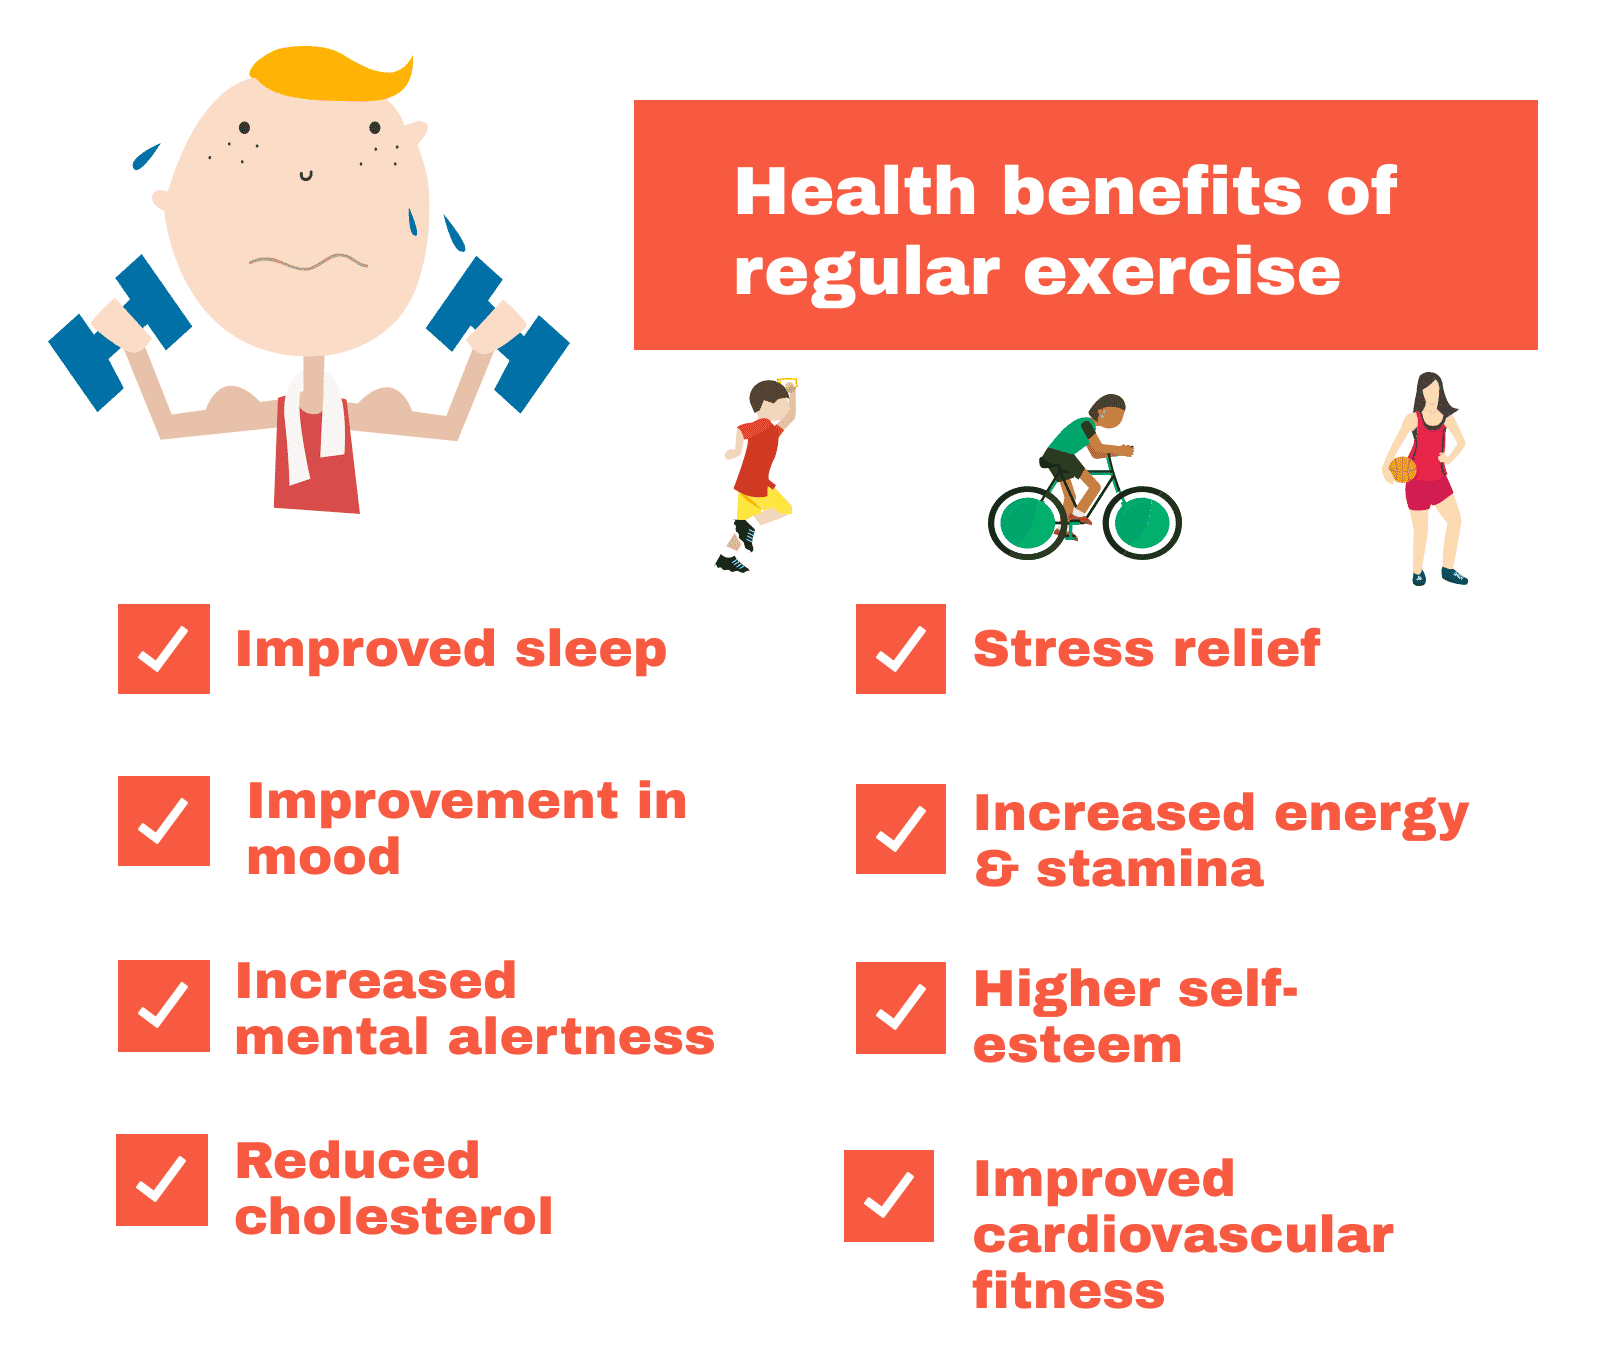 Health benefits of
regular exercise
Improved sleep
Stress relief
Improvement in
mood
Increased energy
& stamina
Increased
mental alertness
Higher self-
esteem
Reduced
cholesterol
Improved
cardiovascular
fitness